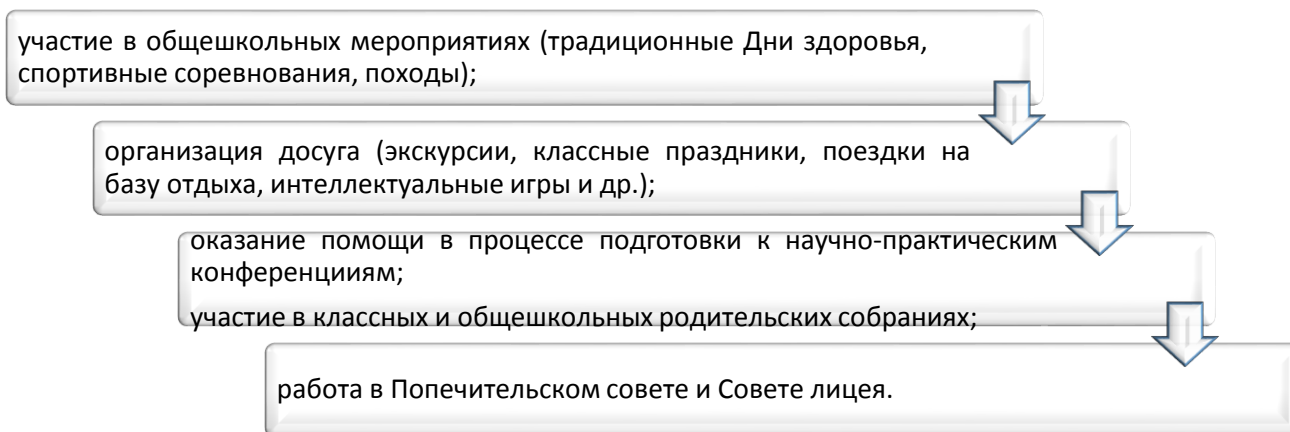 участие в общешкольных мероприятиях (традиционные Дни здоровья,
спортивные соревнования, походы);
организация досуга (экскурсии, классные праздники, поездки на
базу отдыха, интеллектуальные игры и др.);
оказание помощи в процессе подготовки к научно-практическим
конференцииям;
участие в классных и общешкольных родительских собраниях;
работа в Попечительском совете и Совете лицея.